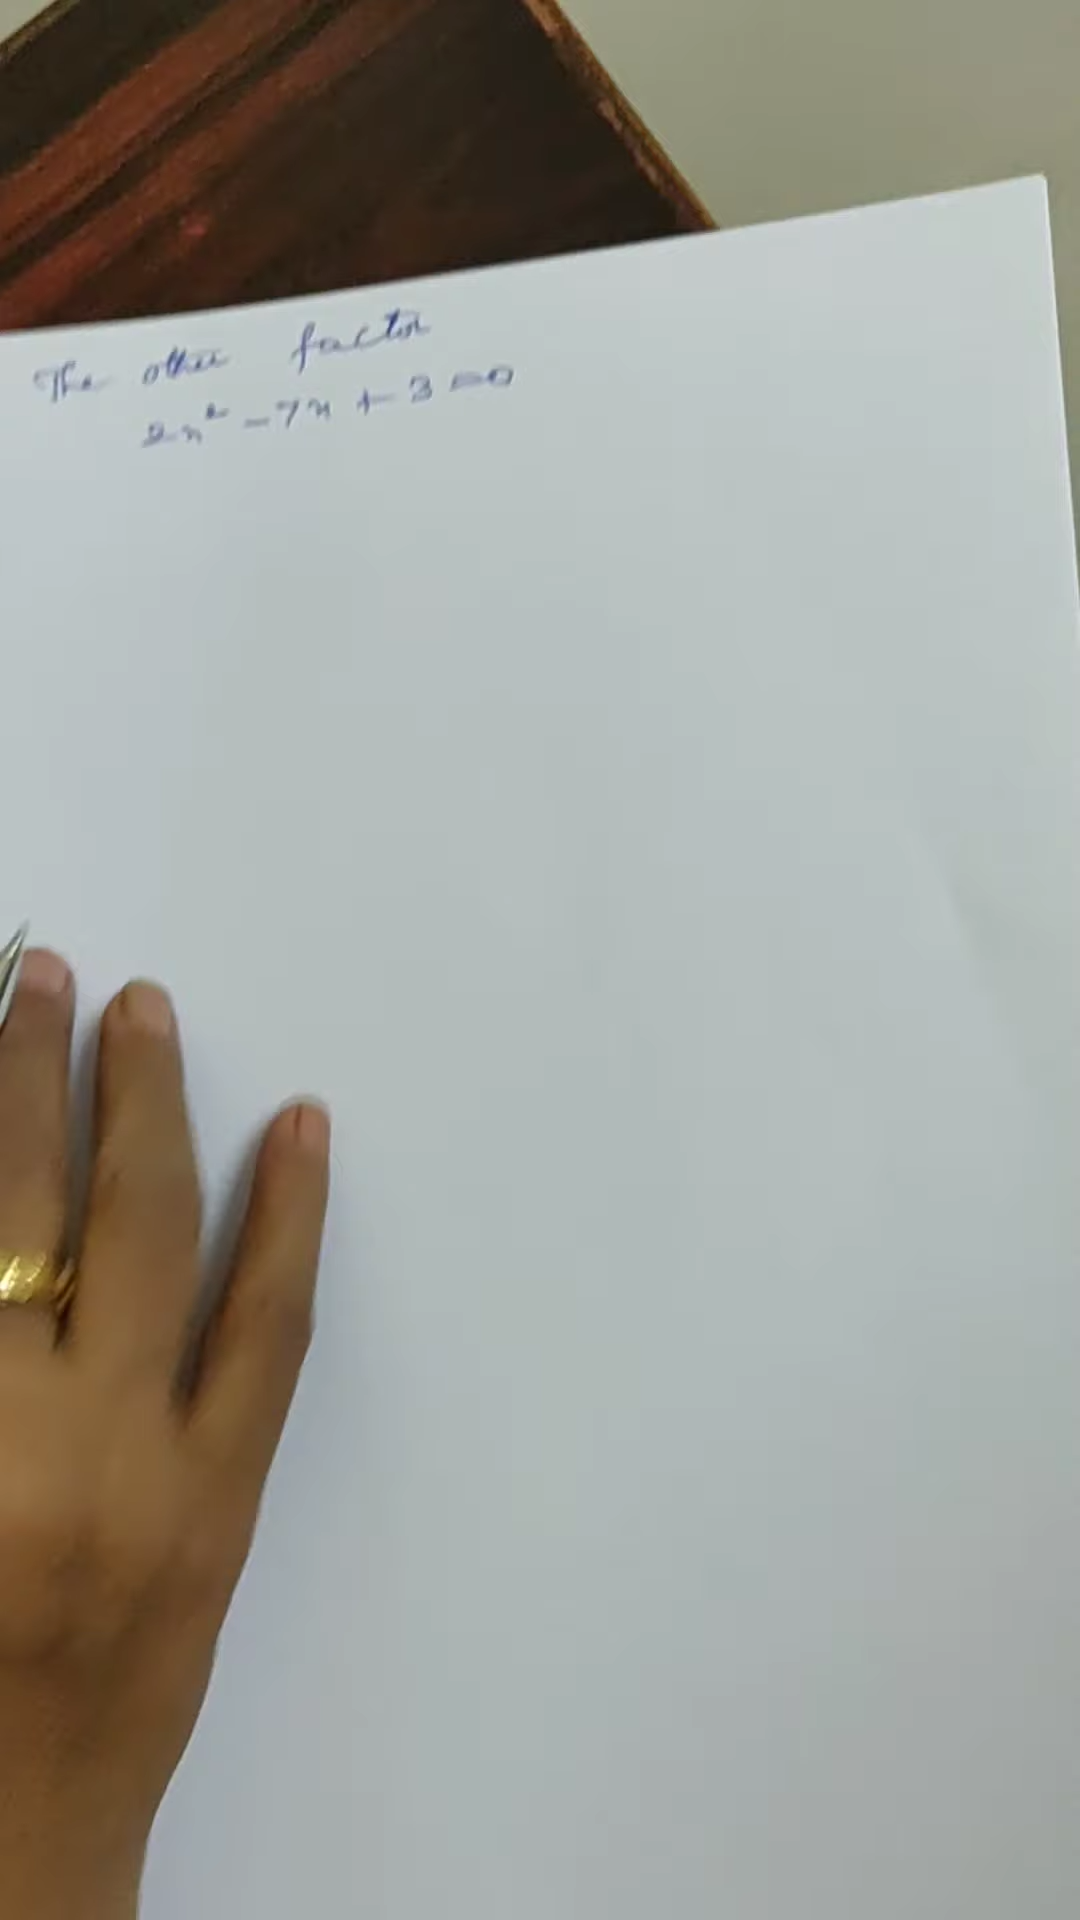 The other factor
2x² - 7x + 3 = 0